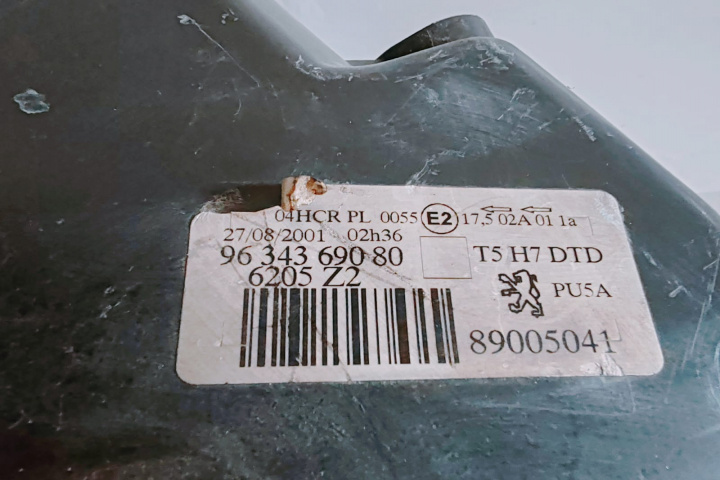 04HCR PL 0055 E2 17,5 02A 01 1a
27/08/2001 02h36
96 343 690 80
T5 H7 DTD
6205 Z2
PU5A
89005041